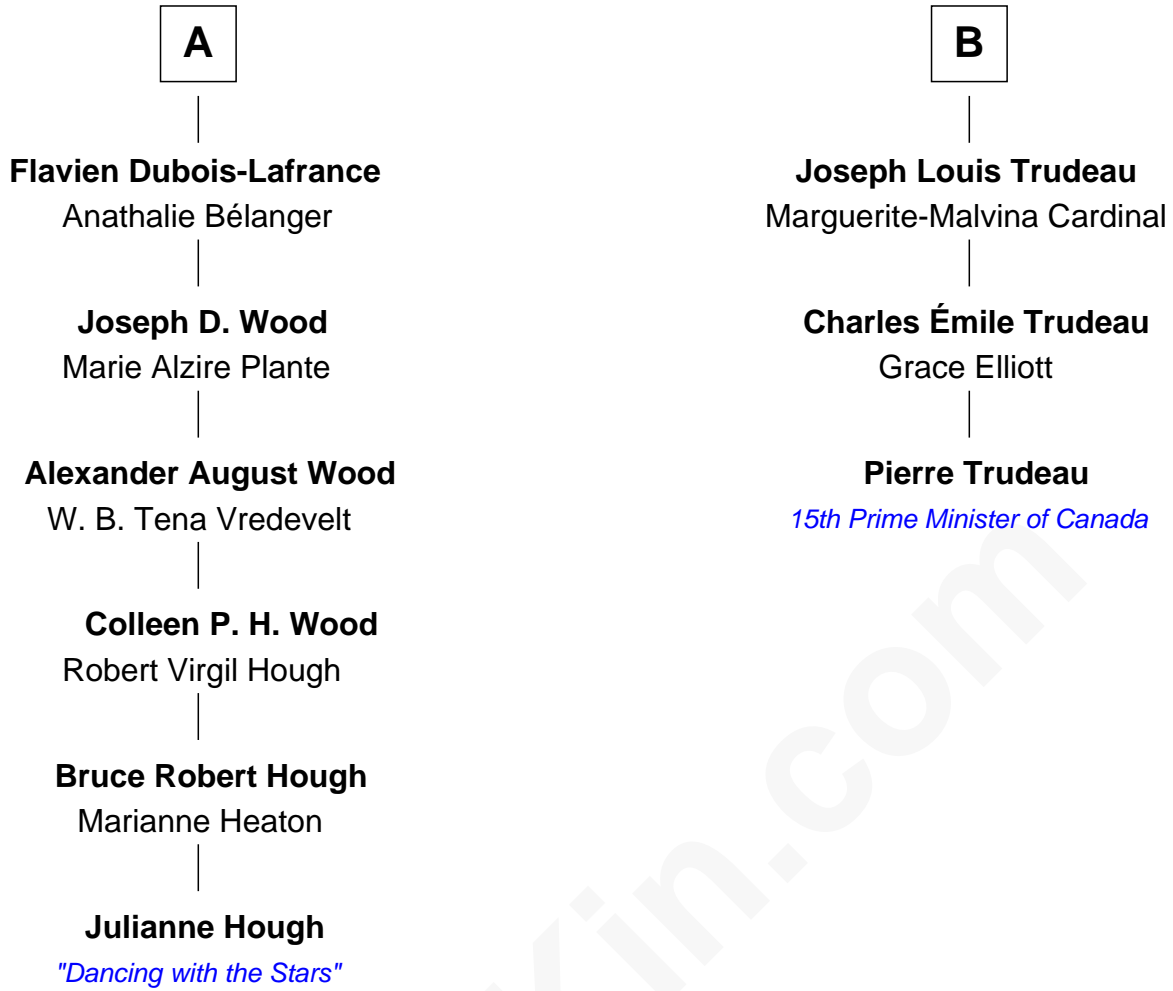 A
Flavien Dubois-Lafrance
Anathalie Bélanger
Joseph D. Wood
Marie Alzire Plante
Alexander August Wood
W. B. Tena Vredevelt
Colleen P. H. Wood
Robert Virgil Hough
Bruce Robert Hough
Marianne Heaton
Julianne Hough
"Dancing with the Stars"
B
Joseph Louis Trudeau
Marguerite-Malvina Cardinal
Charles Émile Trudeau
Grace Elliott
Pierre Trudeau
15th Prime Minister of Canada
Kin.com